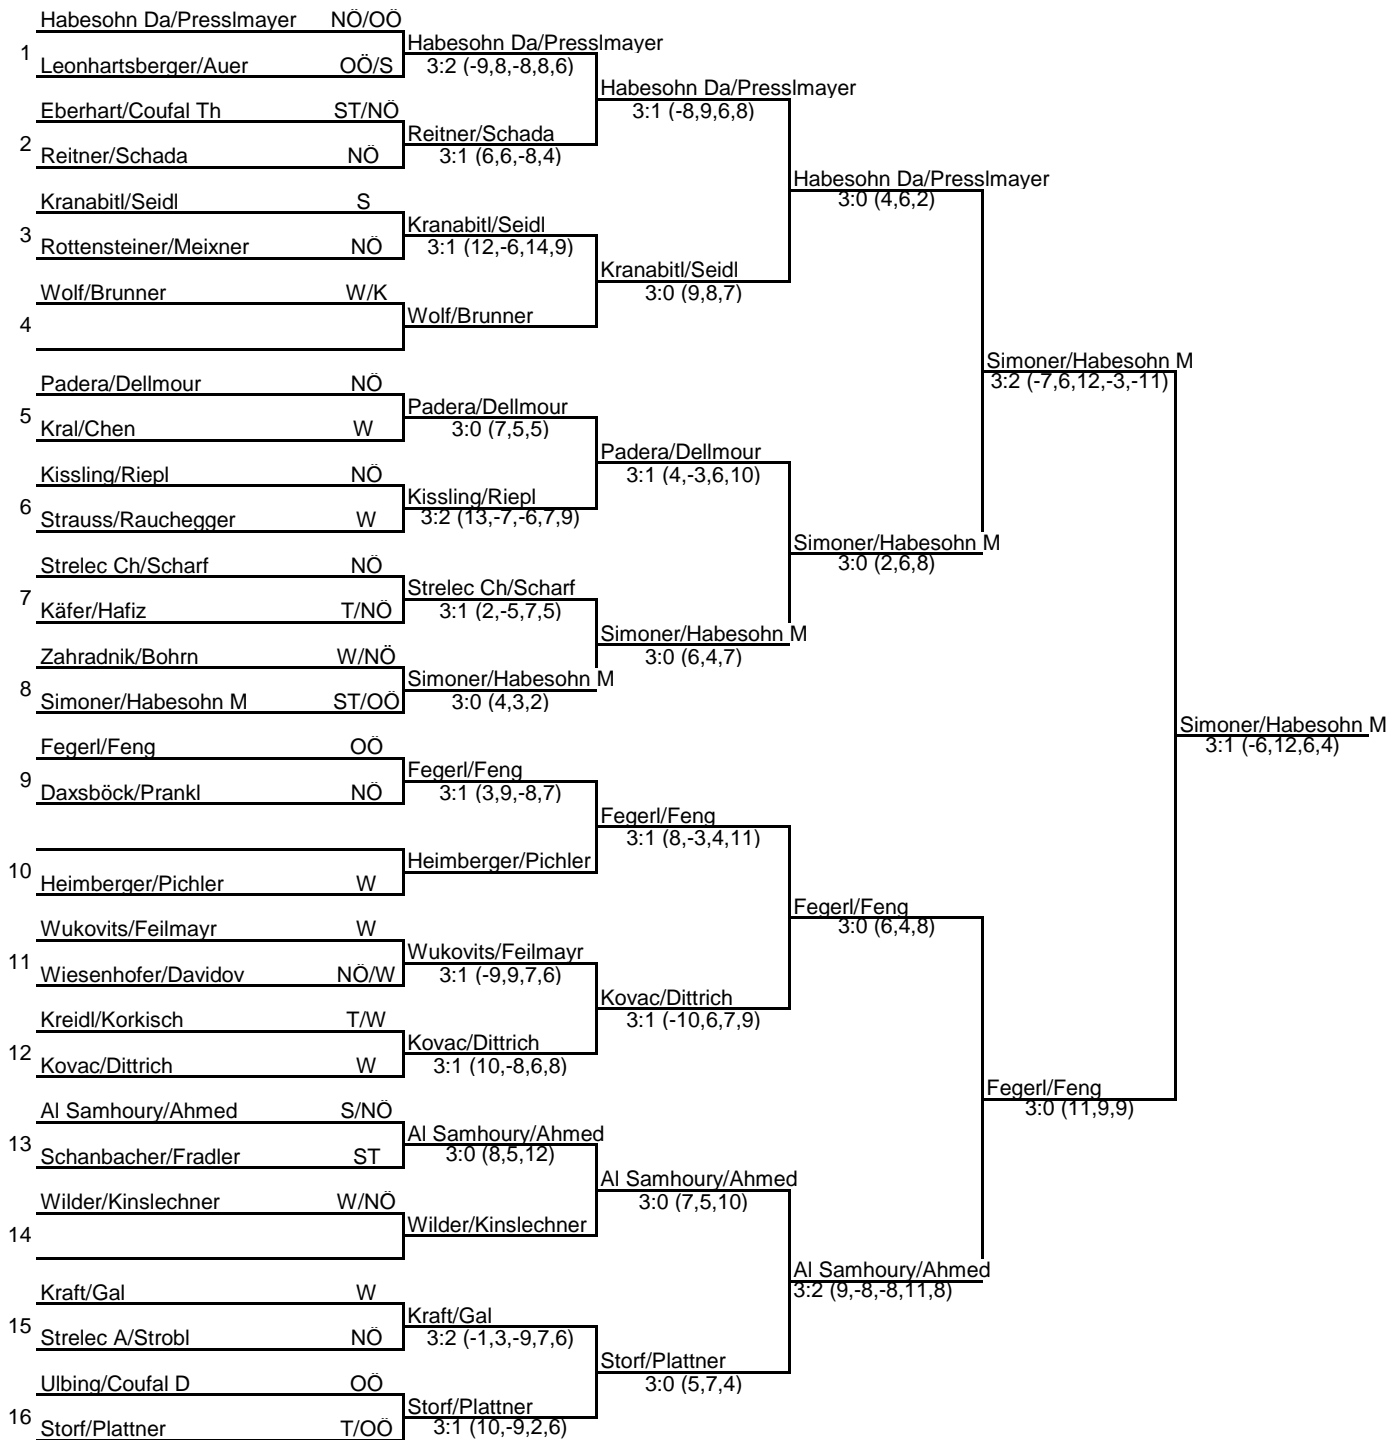 Habesohn Da/Presslmayer NÖ/OÖ
1
Leonhartsberger/Auer OÖ/S
Eberhart/Coufal Th ST/NÖ
2
Reitner/Schada NÖ
Kranabitl/Seidl S
3
Rottensteiner/Meixner NÖ
Wolf/Brunner W/K
4
Padera/Dellmour NÖ
5
Kral/Chen W
Kissling/Riepl NÖ
6
Strauss/Rauchegger W
Strelec Ch/Scharf NÖ
7
Käfer/Hafiz T/NÖ
Zahradnik/Bohrn W/NÖ
8
Simoner/Habesohn M ST/OÖ
Fegerl/Feng OÖ
9
Daxsböck/Prankl NÖ
10
Heimberger/Pichler W
Wukovits/Feilmayr W
11
Wiesenhofer/Davidov NÖ/W
Kreidl/Korkisch T/W
12
Kovac/Dittrich W
Al Samhoury/Ahmed S/NÖ
13
Schanbacher/Fradler ST
Wilder/Kinslechner W/NÖ
14
Kraft/Gal W
15
Strelec A/Strobl NÖ
Ulbing/Coufal D OÖ
16
Storf/Plattner T/OÖ
Habesohn Da/Presslmayer
3:2 (-9,8,-8,8,6)
Reitner/Schada
3:1 (6,6,-8,4)
Kranabitl/Seidl
3:1 (12,-6,14,9)
Wolf/Brunner
Padera/Dellmour
3:0 (7,5,5)
Kissling/Riepl
3:2 (13,-7,-6,7,9)
Strelec Ch/Scharf
3:1 (2,-5,7,5)
Simoner/Habesohn M
3:0 (4,3,2)
Fegerl/Feng
3:1 (3,9,-8,7)
Heimberger/Pichler
Wukovits/Feilmayr
3:1 (-9,9,7,6)
Kovac/Dittrich
3:1 (10,-8,6,8)
Al Samhoury/Ahmed
3:0 (8,5,12)
Wilder/Kinslechner
Kraft/Gal
3:2 (-1,3,-9,7,6)
Storf/Plattner
3:1 (10,-9,2,6)
Habesohn Da/Presslmayer
3:1 (-8,9,6,8)
Kranabitl/Seidl
3:0 (9,8,7)
Padera/Dellmour
3:1 (4,-3,6,10)
Simoner/Habesohn M
3:0 (6,4,7)
Fegerl/Feng
3:1 (8,-3,4,11)
Kovac/Dittrich
3:1 (-10,6,7,9)
Al Samhoury/Ahmed
3:0 (7,5,10)
Storf/Plattner
3:0 (5,7,4)
Habesohn Da/Presslmayer
3:0 (4,6,2)
Simoner/Habesohn M
3:0 (2,6,8)
Fegerl/Feng
3:0 (6,4,8)
Al Samhoury/Ahmed
3:2 (9,-8,-8,11,8)
Simoner/Habesohn M
3:2 (-7,6,12,-3,-11)
Fegerl/Feng
3:0 (11,9,9)
Simoner/Habesohn M
3:1 (-6,12,6,4)